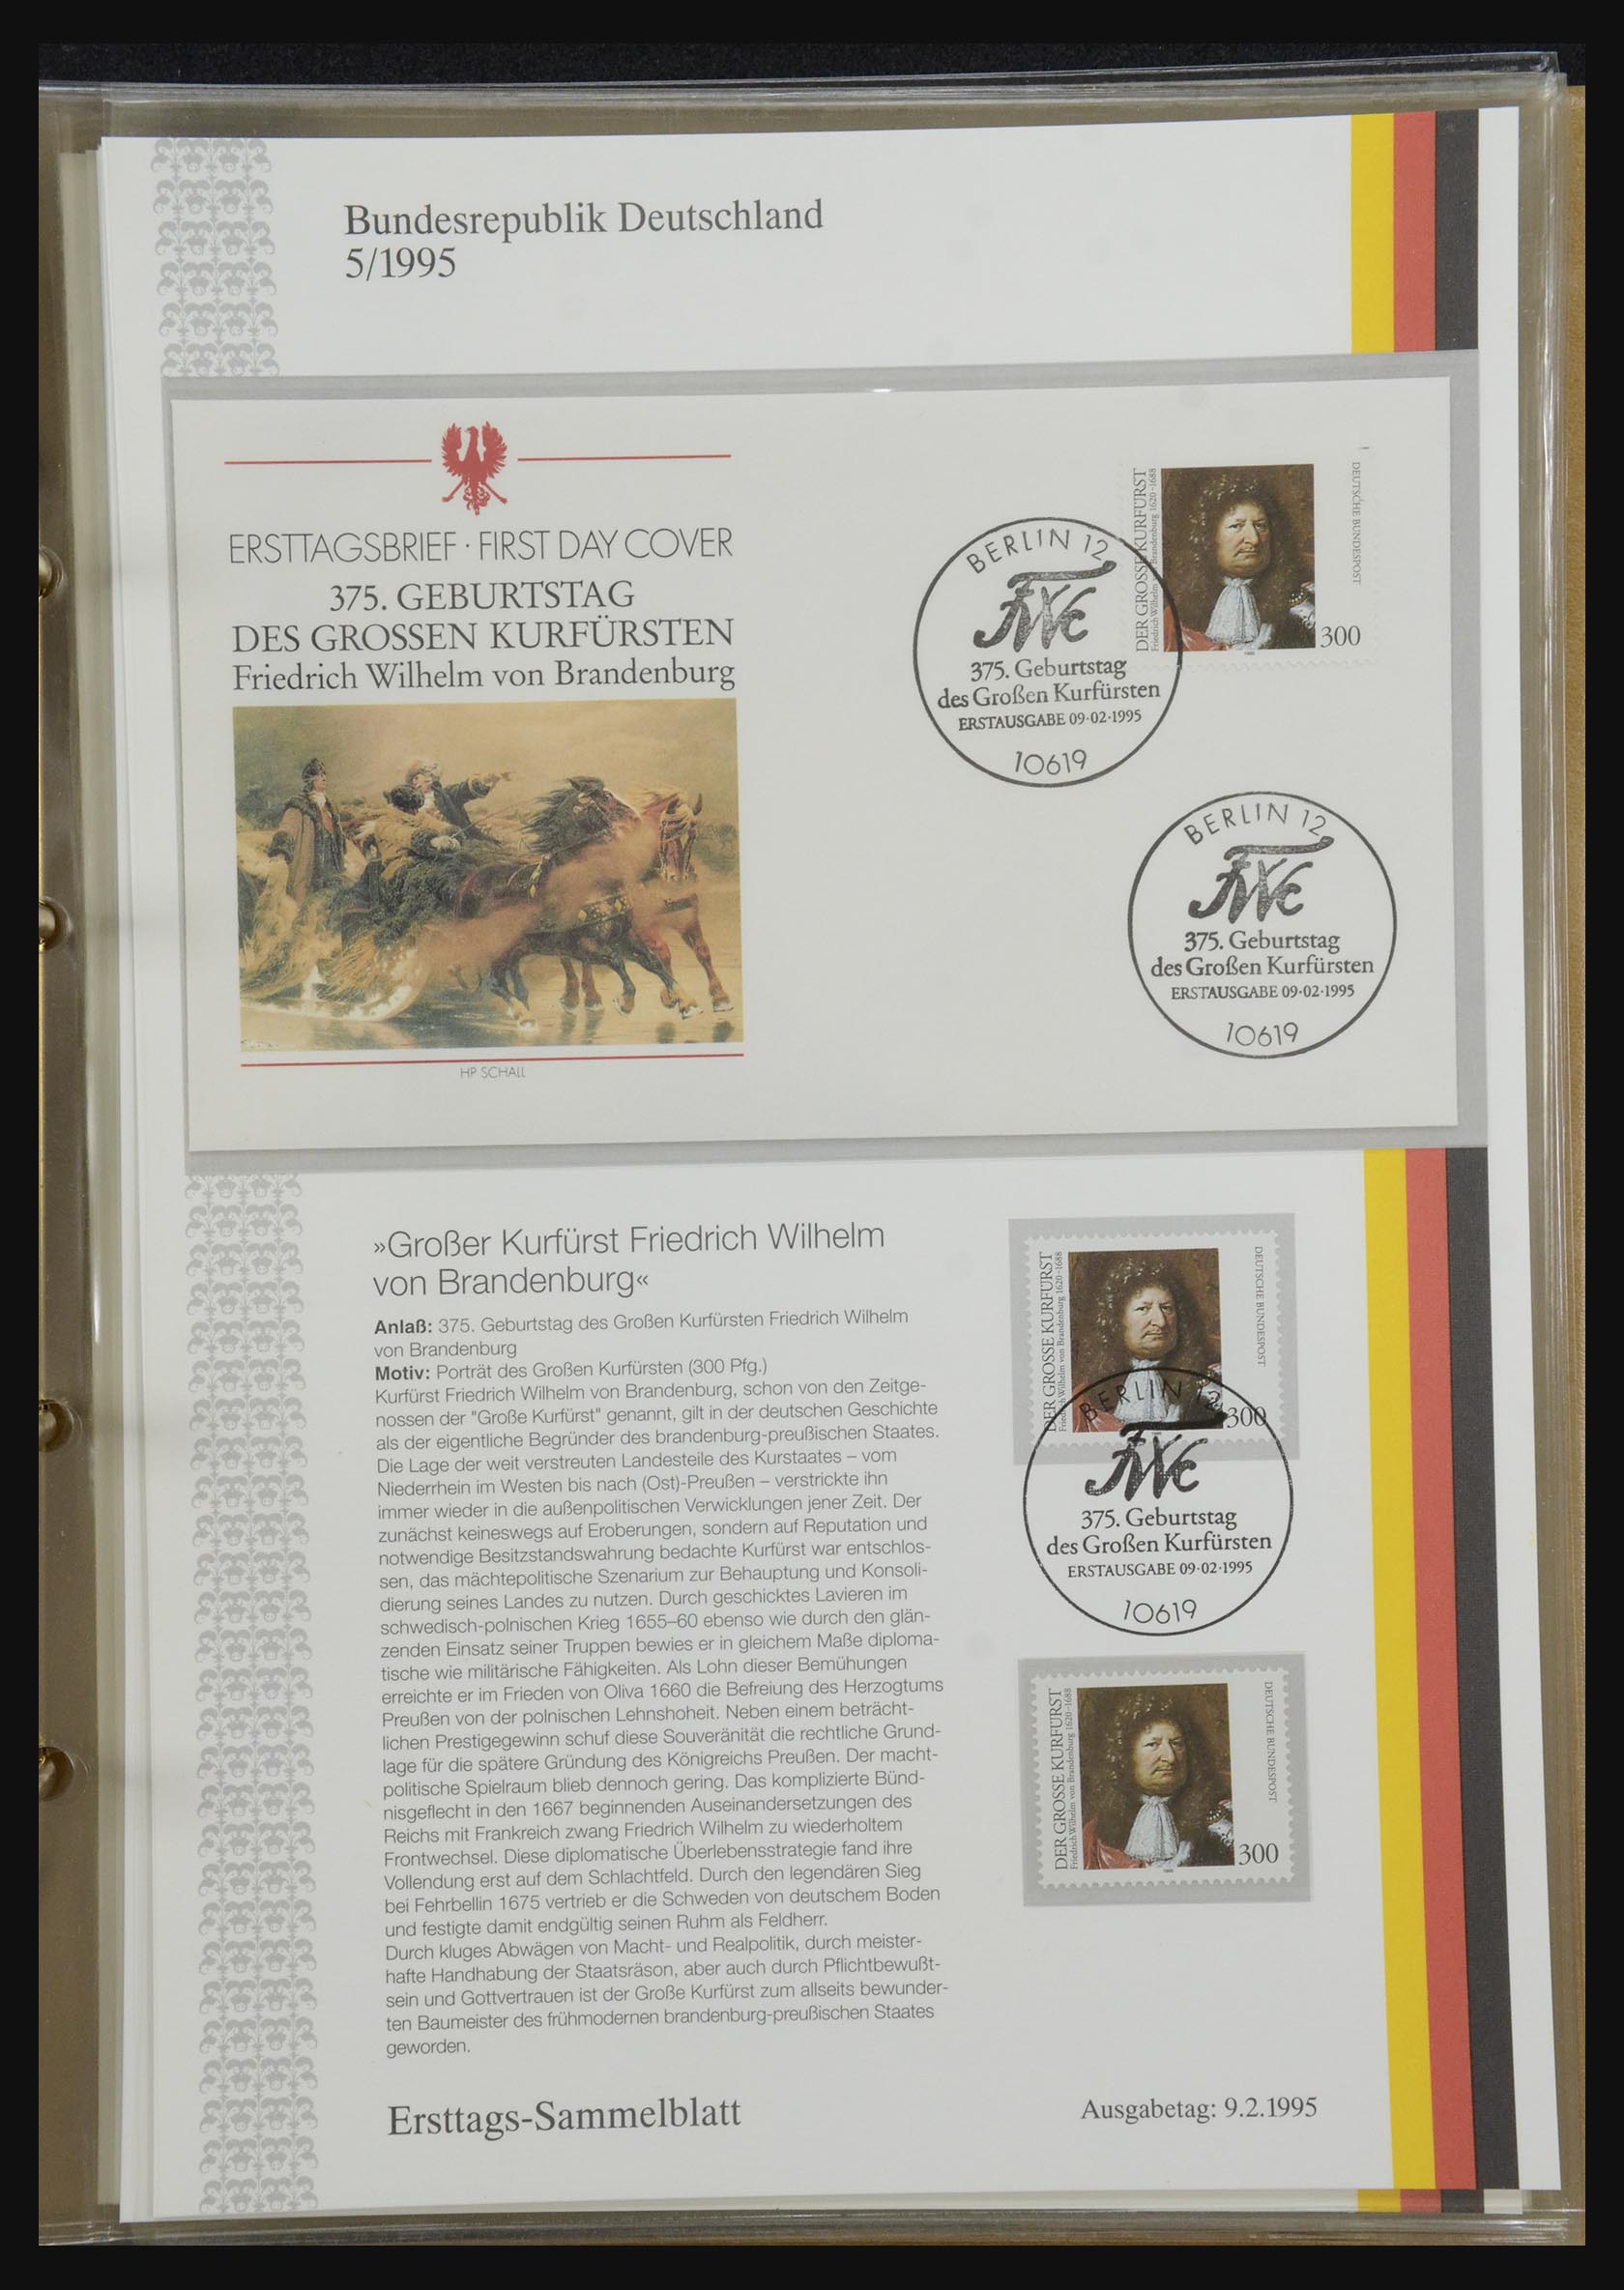 Bundesrepublik Deutschland
5/1995
ERSTTAGSBRIEF · FIRST DAY COVER
375. GEBURTSTAG
DES GROSSEN KURFÜRSTEN
Friedrich Wilhelm von Brandenburg
HP SCHALL
DER GROSSE KURFÜRST
Friedrich Wilhelm von Brandenburg 1620-1688
DEUTSCHE BUNDESPOST
300
BERLIN 12
375. Geburtstag
des Großen Kurfürsten
ERSTAUSGABE 09·02·1995
10619
BERLIN 12
375. Geburtstag
des Großen Kurfürsten
ERSTAUSGABE 09·02·1995
10619
»Großer Kurfürst Friedrich Wilhelm
von Brandenburg«
Anlaß: 375. Geburtstag des Großen Kurfürsten Friedrich Wilhelm
von Brandenburg
Motiv: Porträt des Großen Kurfürsten (300 Pfg.)
Kurfürst Friedrich Wilhelm von Brandenburg, schon von den Zeitge-
nossen der "Große Kurfürst" genannt, gilt in der deutschen Geschichte
als der eigentliche Begründer des brandenburg-preußischen Staates.
Die Lage der weit verstreuten Landesteile des Kurstaates – vom
Niederrhein im Westen bis nach (Ost)-Preußen – verstrickte ihn
immer wieder in die außenpolitischen Verwicklungen jener Zeit. Der
zunächst keineswegs auf Eroberungen, sondern auf Reputation und
notwendige Besitzstandswahrung bedachte Kurfürst war entschlos-
sen, das mächtepolitische Szenarium zur Behauptung und Konsoli-
dierung seines Landes zu nutzen. Durch geschicktes Lavieren im
schwedisch-polnischen Krieg 1655–60 ebenso wie durch den glän-
zenden Einsatz seiner Truppen bewies er in gleichem Maße diploma-
tische wie militärische Fähigkeiten. Als Lohn dieser Bemühungen
erreichte er im Frieden von Oliva 1660 die Befreiung des Herzogtums
Preußen von der polnischen Lehnshoheit. Neben einem beträcht-
lichen Prestigegewinn schuf diese Souveränität die rechtliche Grund-
lage für die spätere Gründung des Königreichs Preußen. Der macht-
politische Spielraum blieb dennoch gering. Das komplizierte Bünd-
nisgeflecht in den 1667 beginnenden Auseinandersetzungen des
Reichs mit Frankreich zwang Friedrich Wilhelm zu wiederholtem
Frontwechsel. Diese diplomatische Überlebensstrategie fand ihre
Vollendung erst auf dem Schlachtfeld. Durch den legendären Sieg
bei Fehrbellin 1675 vertrieb er die Schweden von deutschem Boden
und festigte damit endgültig seinen Ruhm als Feldherr.
Durch kluges Abwägen von Macht- und Realpolitik, durch meister-
hafte Handhabung der Staatsräson, aber auch durch Pflichtbewußt-
sein und Gottvertrauen ist der Große Kurfürst zum allseits bewunder-
ten Baumeister des frühmodernen brandenburg-preußischen Staates
geworden.
DER GROSSE KURFÜRST
Friedrich Wilhelm von Brandenburg 1620-1688
DEUTSCHE BUNDESPOST
300
BERLIN 12
375. Geburtstag
des Großen Kurfürsten
ERSTAUSGABE 09·02·1995
10619
DER GROSSE KURFÜRST
Friedrich Wilhelm von Brandenburg 1620-1688
DEUTSCHE BUNDESPOST
300
Ersttags-Sammelblatt
Ausgabetag: 9.2.1995